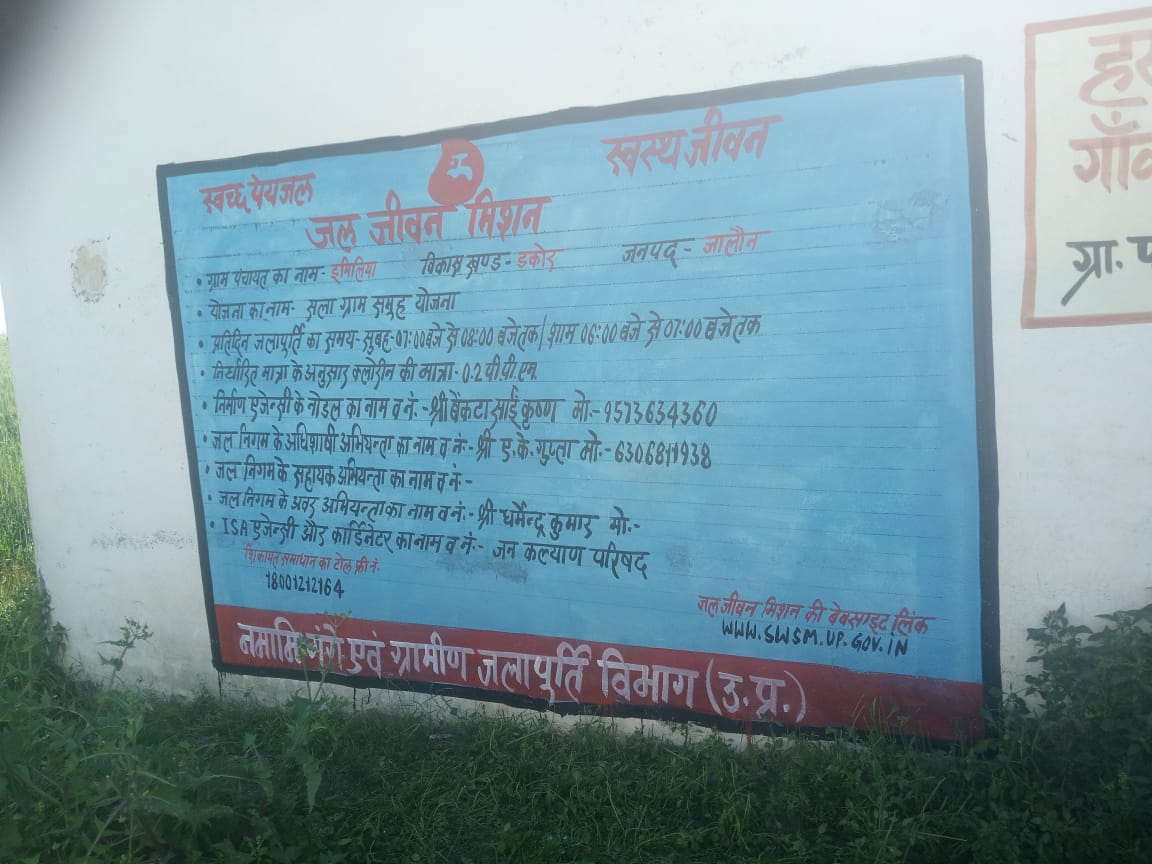 स्वच्छ पेयजल
स्वस्थ जीवन
जल जीवन मिशन
• ग्राम पंचायत का नाम - इमिलिया विकास खण्ड - डकोर जनपद - जालौन
• योजना का नाम- सला ग्राम समूह योजना
• प्रतिदिन जलापूर्ति का समय- सुबह- 07:00 बजे से 08:00 बजे तक / शाम 06:00 बजे से 07:00 बजे तक
• निर्धारित मात्रा के अनुसार क्लोरीन की मात्रा- 0.2 पी.पी.एम.
• निर्माण एजेन्सी के नोडल का नाम व नं. - श्री बेंकटा साईं कृष्ण मो.- 9573634360
• जल निगम के अधिशाषी अभियन्ता का नाम व नं.- श्री ए.के. गुप्ता मो.- 6306811938
• जल निगम के सहायक अभियन्ता का नाम व नं.-
• जल निगम के अवर अभियन्ता का नाम व नं.- श्री धर्मेन्द्र कुमार मो.-
• ISA एजेन्सी और कार्डिनेटर का नाम व नं.- जन कल्याण परिषद
शिकायत समाधान का टोल फ्री नं.
18001212164
जल जीवन मिशन की बेबसाइट लिंक
WWW.SWSM.UP.GOV.IN
नमामि गंगे एवं ग्रामीण जलापूर्ति विभाग (उ.प्र.)
गाँव
ग्रा. प